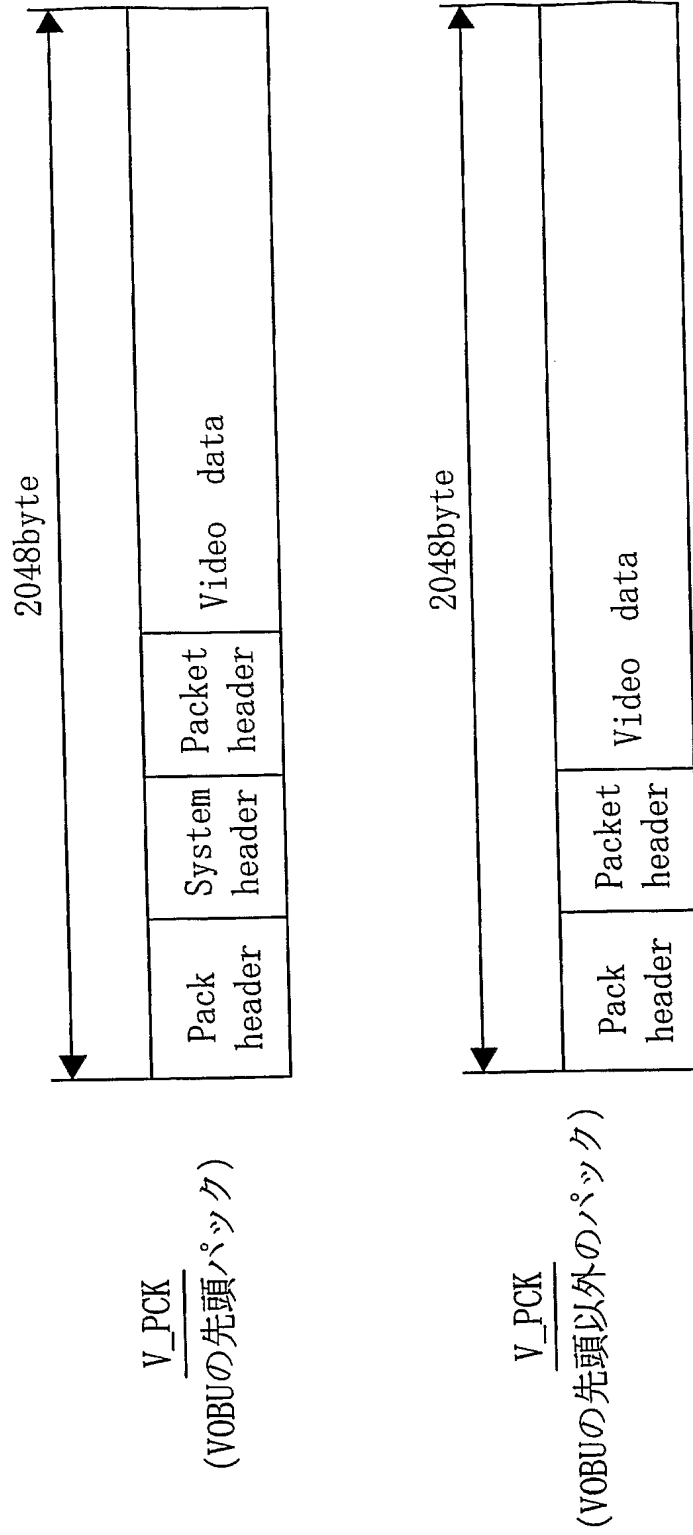 V_PCK
(VOBUの先頭パック)
2048byte
Pack
header
System
header
Packet
header
Video data
V_PCK
(VOBUの先頭以外のパック)
2048byte
Pack
header
Packet
header
Video data